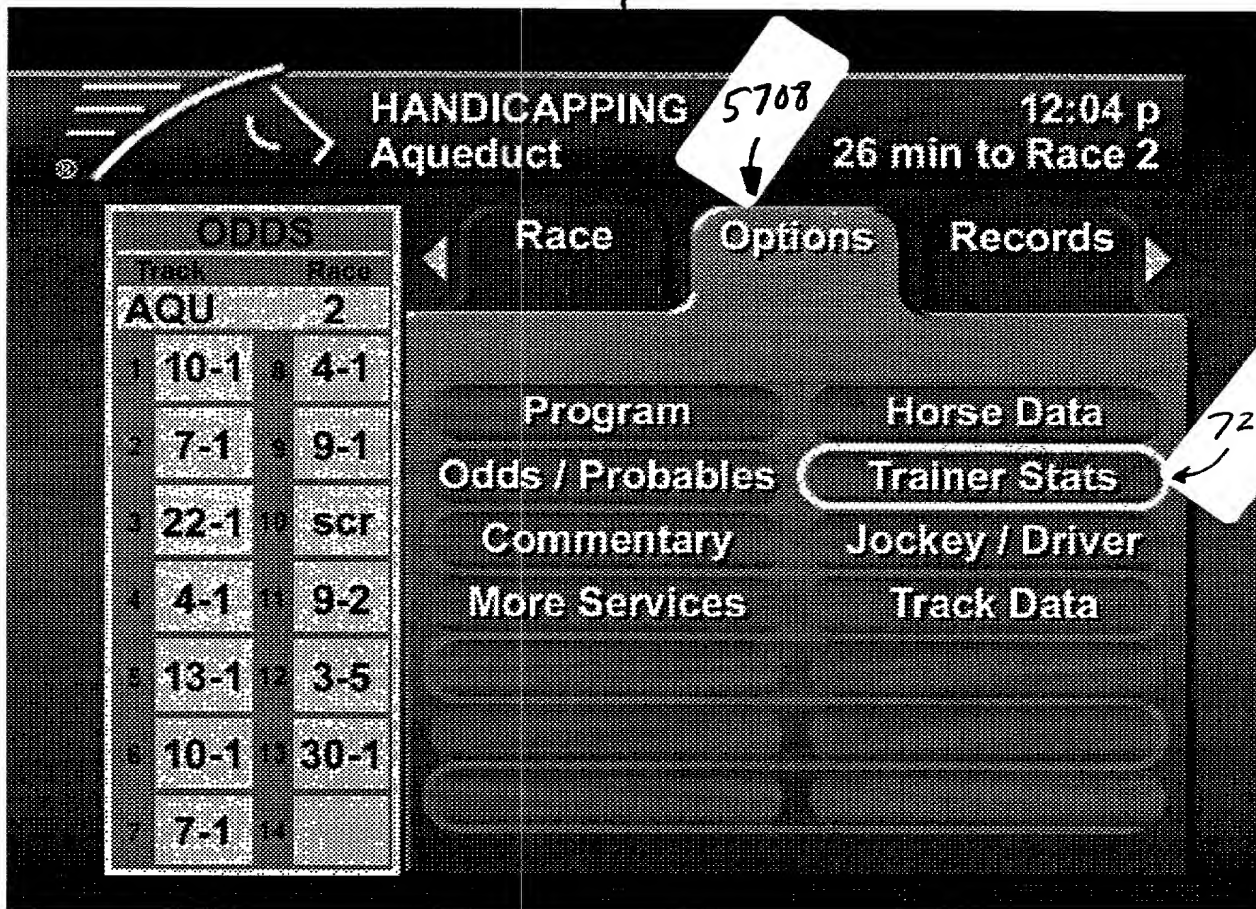 5708
HANDICAPPING 12:04 p
Aqueduct 26 min to Race 2
ODDS
Track Race
AQU 2
1 10-1 8 4-1
2 7-1 9 9-1
3 22-1 10 scr
4 4-1 11 9-2
5 13-1 12 3-5
6 10-1 13 30-1
7 7-1 14
Race Options Records
Program Horse Data
Odds / Probables Trainer Stats
72
Commentary Jockey / Driver
More Services Track Data
®